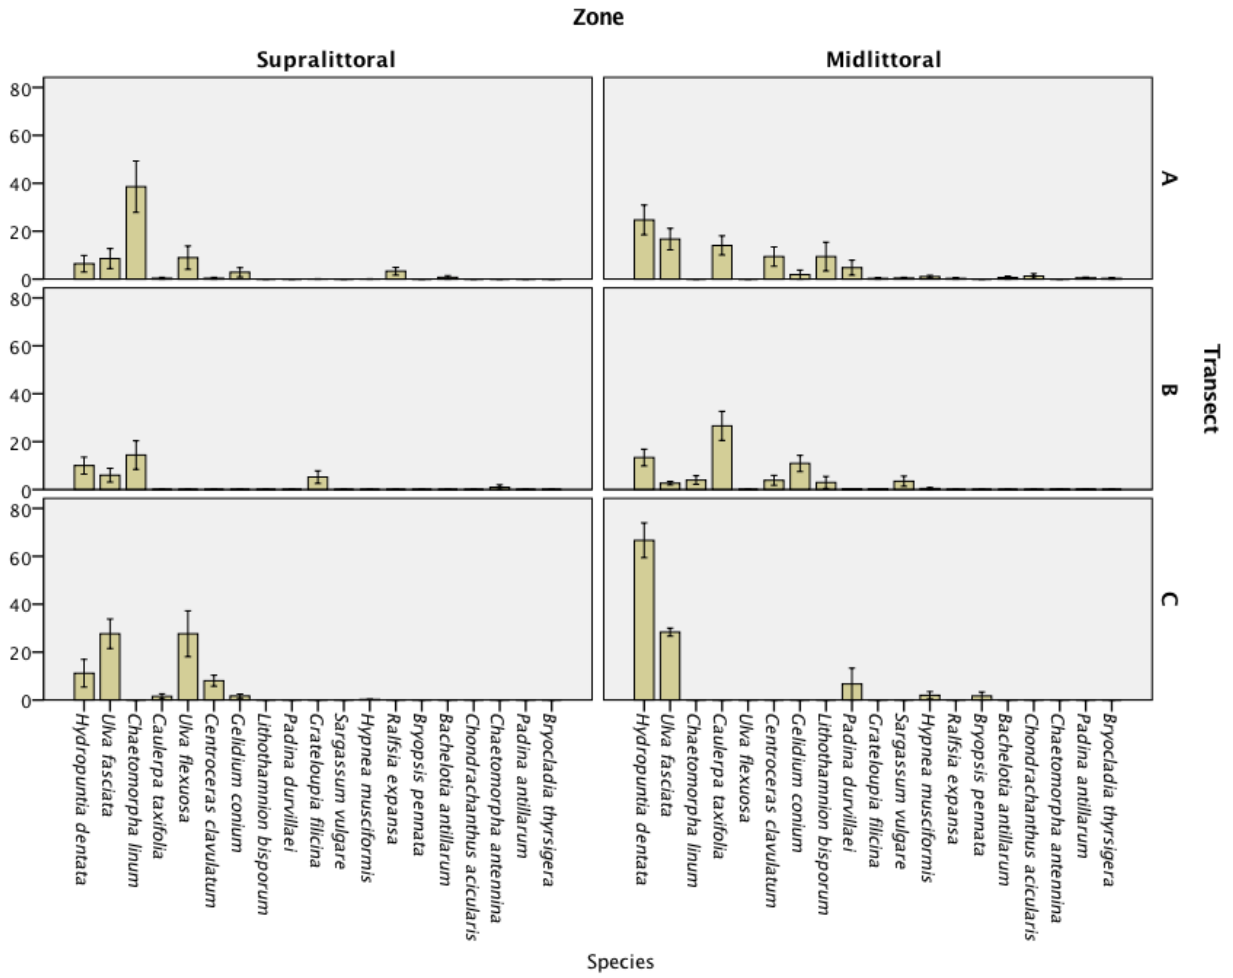 Zone
Supralittoral
Midlittoral
80
60
40
20
0
A
80
60
40
20
0
B
Transect
80
60
40
20
0
C
Hydropuntia dentata
Ulva fasciata
Chaetomorpha linum
Caulerpa taxifolia
Ulva flexuosa
Centroceras clavulatum
Gelidium conium
Lithothamnion bisporum
Padina durvillaei
Grateloupia filicina
Sargassum vulgare
Hypnea musciformis
Ralfsia expansa
Bryopsis pennata
Bachelotia antillarum
Chondrachanthus acicularis
Chaetomorpha antennina
Padina antillarum
Bryocladia thyrsigera
Hydropuntia dentata
Ulva fasciata
Chaetomorpha linum
Caulerpa taxifolia
Ulva flexuosa
Centroceras clavulatum
Gelidium conium
Lithothamnion bisporum
Padina durvillaei
Grateloupia filicina
Sargassum vulgare
Hypnea musciformis
Ralfsia expansa
Bryopsis pennata
Bachelotia antillarum
Chondrachanthus acicularis
Chaetomorpha antennina
Padina antillarum
Bryocladia thyrsigera
Species